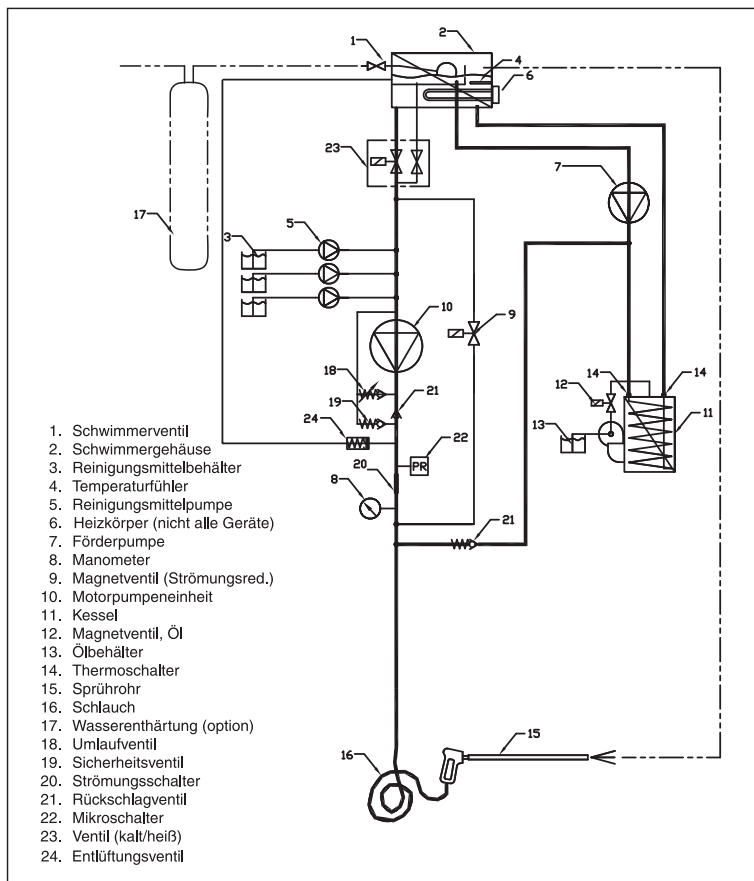 1
2
4
6
23
7
17
3
5
10
9
18
21
14
14
19
12
11
24
22
13
PR
20
8
21
16
15
1. Schwimmerventil
2. Schwimmergehäuse
3. Reinigungsmittelbehälter
4. Temperaturfühler
5. Reinigungsmittelpumpe
6. Heizkörper (nicht alle Geräte)
7. Förderpumpe
8. Manometer
9. Magnetventil (Strömungsred.)
10. Motorpumpeneinheit
11. Kessel
12. Magnetventil, Öl
13. Ölbehälter
14. Thermoschalter
15. Sprührohr
16. Schlauch
17. Wasserenthärtung (option)
18. Umlaufventil
19. Sicherheitsventil
20. Strömungsschalter
21. Rückschlagventil
22. Mikroschalter
23. Ventil (kalt/heiß)
24. Entlüftungsventil